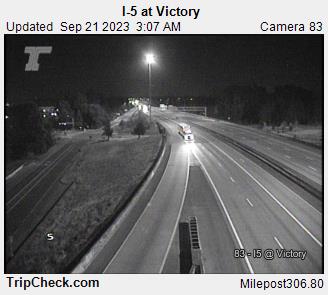 I-5 at Victory
Updated Sep 21 2023 3:07 AM Camera 83
T
S
83 - I5 @ Victory
TripCheck.com Milepost306.80